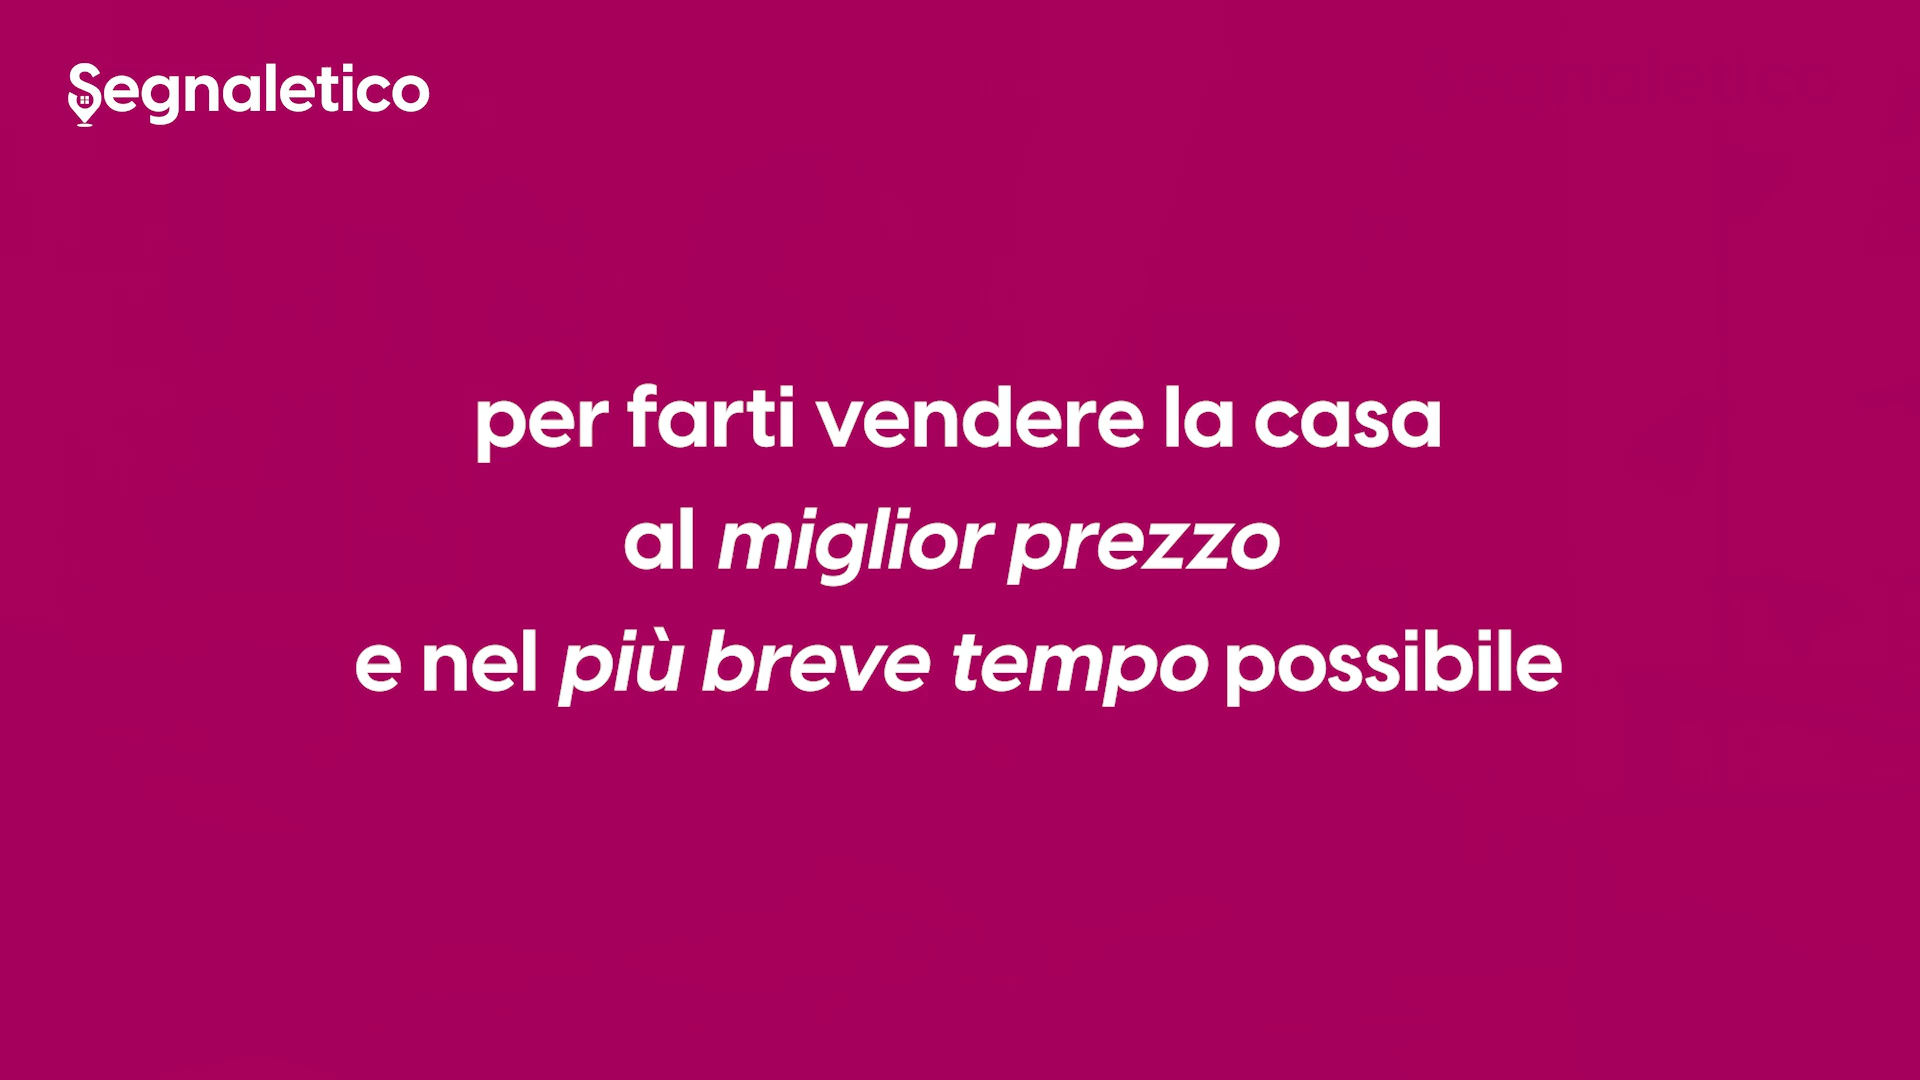 Segnaletico
per farti vendere la casa
al miglior prezzo
e nel più breve tempo possibile